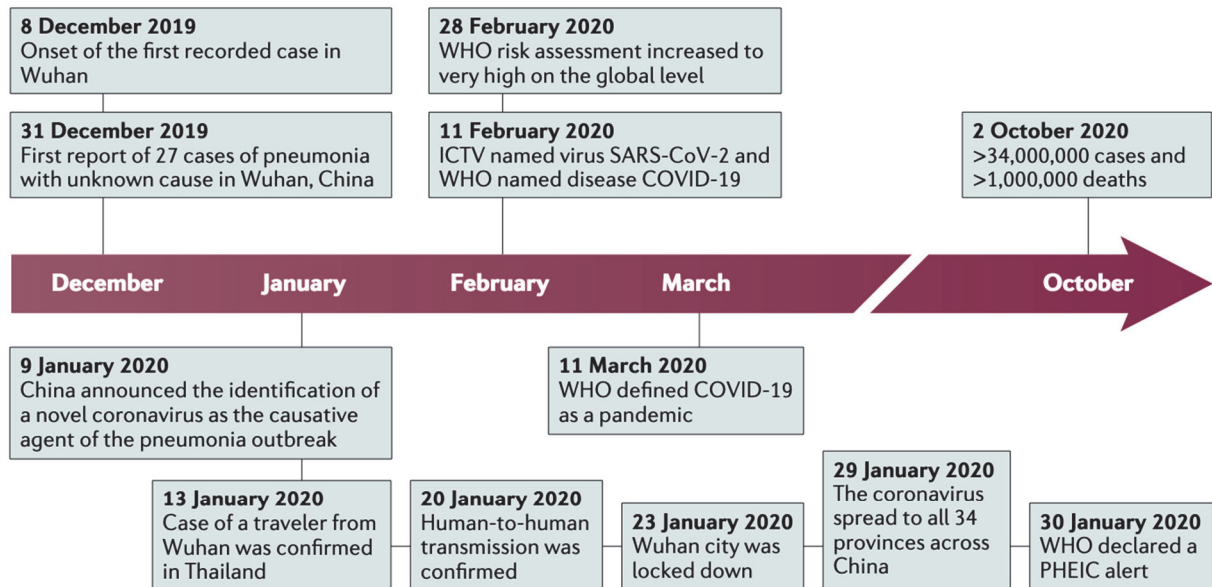 8 December 2019
Onset of the first recorded case in
Wuhan
31 December 2019
First report of 27 cases of pneumonia
with unknown cause in Wuhan, China
28 February 2020
WHO risk assessment increased to
very high on the global level
11 February 2020
ICTV named virus SARS-CoV-2 and
WHO named disease COVID-19
2 October 2020
>34,000,000 cases and
>1,000,000 deaths
December
January
February
March
October
9 January 2020
China announced the identification of
a novel coronavirus as the causative
agent of the pneumonia outbreak
11 March 2020
WHO defined COVID-19
as a pandemic
13 January 2020
Case of a traveler from
Wuhan was confirmed
in Thailand
20 January 2020
Human-to-human
transmission was
confirmed
23 January 2020
Wuhan city was
locked down
29 January 2020
The coronavirus
spread to all 34
provinces across
China
30 January 2020
WHO declared a
PHEIC alert